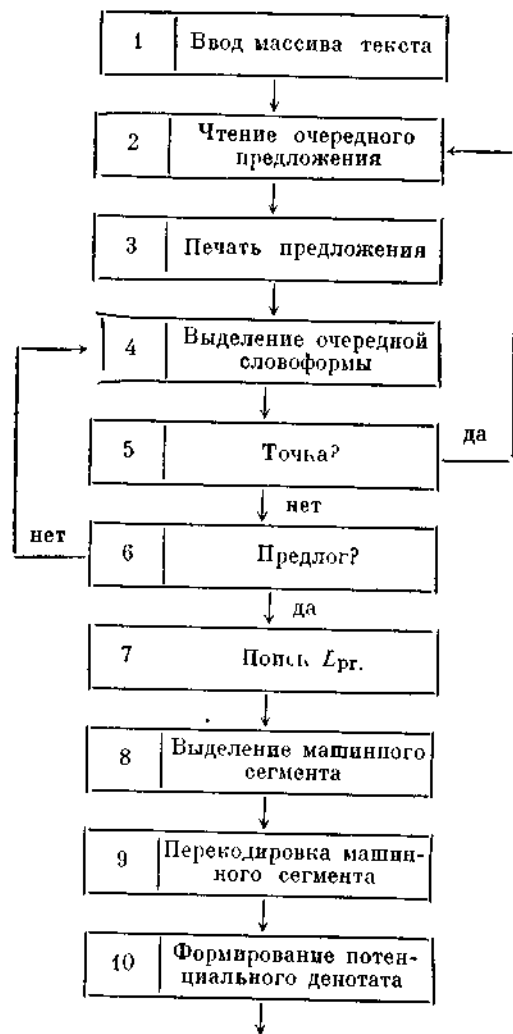 1 Ввод массива текста
2 Чтение очередного
предложения
3 Печать предложения
4 Выделение очередной
словоформы
5 Точка? да
нет
нет
6 Предлог?
да
7 Поиск Lpr.
8 Выделение машинного
сегмента
9 Перекодировка машин-
ного сегмента
10 Формирование потен-
циального денотата